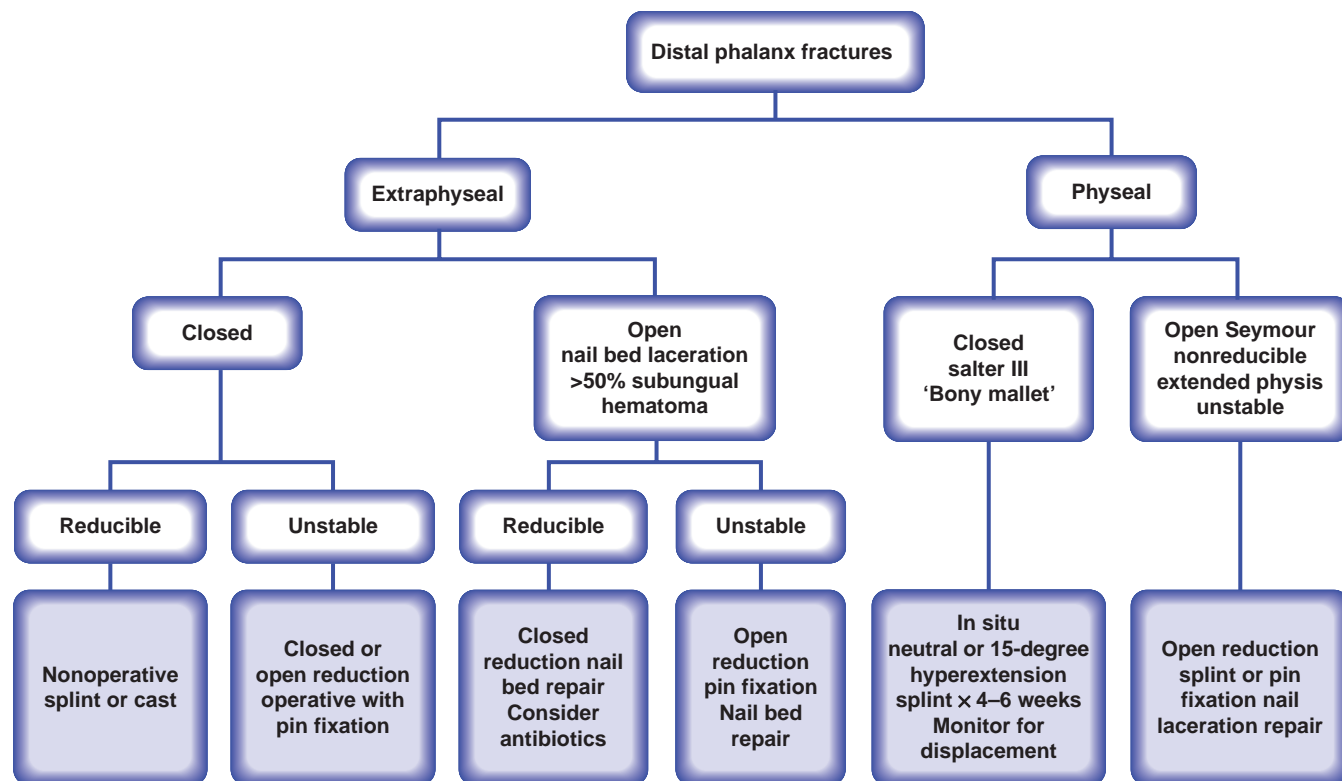 Distal phalanx fractures
Extraphyseal
Physeal
Closed
Open
nail bed laceration
>50% subungual
hematoma
Closed
salter III
‘Bony mallet’
Open Seymour
nonreducible
extended physis
unstable
Reducible
Unstable
Reducible
Unstable
Nonoperative
splint or cast
Closed or
open reduction
operative with
pin fixation
Closed
reduction nail
bed repair
Consider
antibiotics
Open
reduction
pin fixation
Nail bed
repair
In situ
neutral or 15-degree
hyperextension
splint × 4–6 weeks
Monitor for
displacement
Open reduction
splint or pin
fixation nail
laceration repair